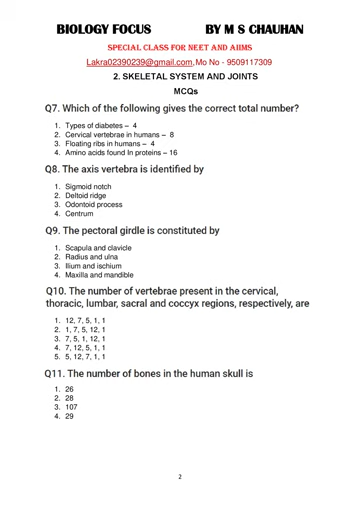 BIOLOGY FOCUS BY M S CHAUHAN
SPECIAL CLASS FOR NEET AND AIIMS
Lakra02390239@gmail.com,Mo No - 9509117309
2. SKELETAL SYSTEM AND JOINTS
MCQs
Q7. Which of the following gives the correct total number?
1. Types of diabetes – 4
2. Cervical vertebrae in humans – 8
3. Floating ribs in humans – 4
4. Amino acids found In proteins – 16
Q8. The axis vertebra is identified by
1. Sigmoid notch
2. Deltoid ridge
3. Odontoid process
4. Centrum
Q9. The pectoral girdle is constituted by
1. Scapula and clavicle
2. Radius and ulna
3. Ilium and ischium
4. Maxilla and mandible
Q10. The number of vertebrae present in the cervical,
thoracic, lumbar, sacral and coccyx regions, respectively, are
1. 12, 7, 5, 1, 1
2. 1, 7, 5, 12, 1
3. 7, 5, 1, 12, 1
4. 7, 12, 5, 1, 1
5. 5, 12, 7, 1, 1
Q11. The number of bones in the human skull is
1. 26
2. 28
3. 107
4. 29
2